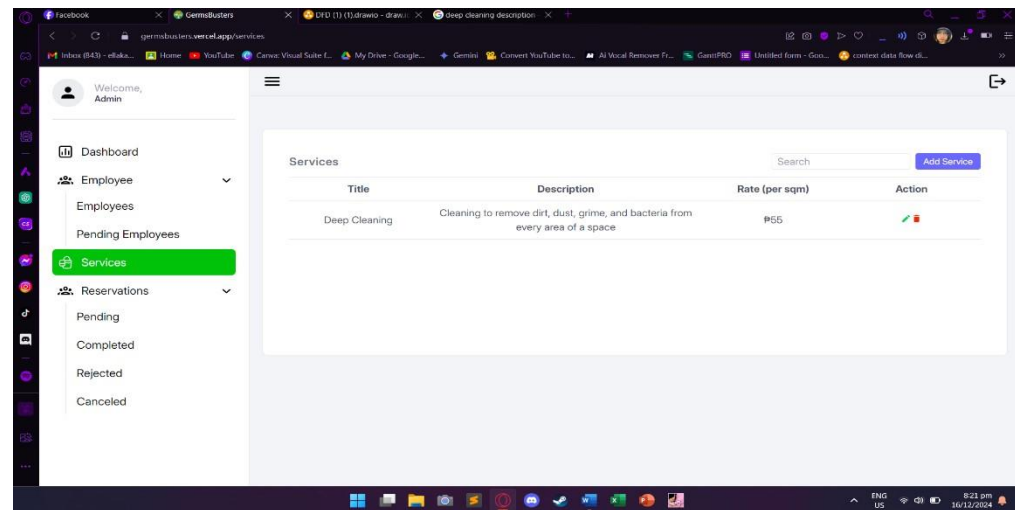 Facebook
GermsBusters
DFD (1) (1).drawio - draw.io
deep cleaning description
germsbusters.vercel.app/services
Inbox (843) - ellaka...
Home
YouTube
Canva: Visual Suite f...
My Drive - Google...
Gemini
Convert YouTube to...
Ai Vocal Remover Fr...
GanttPRO
Untitled form - Goo...
context data flow di...
Welcome,
Admin
Dashboard
Employee
Employees
Pending Employees
Services
Reservations
Pending
Completed
Rejected
Canceled
Services
Search
Add Service
Title Description Rate (per sqm) Action
Deep Cleaning
Cleaning to remove dirt, dust, grime, and bacteria from
every area of a space
₱55
ENG
US
8:21 pm
16/12/2024